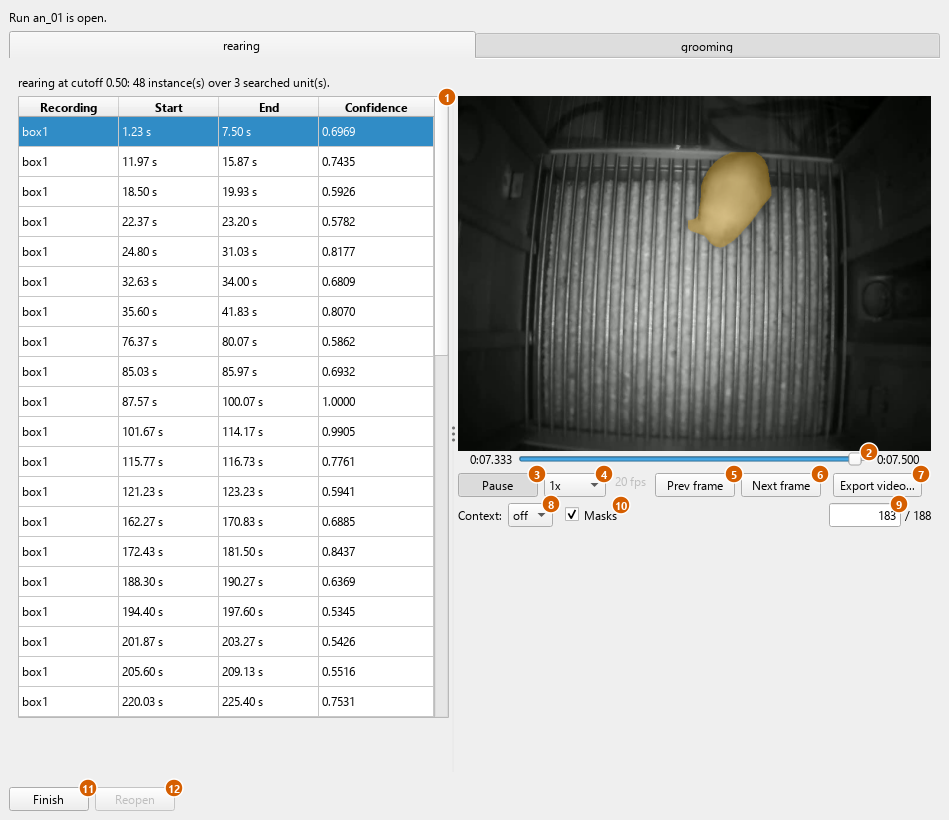 Run an_01 is open.
rearing grooming
rearing at cutoff 0.50: 48 instance(s) over 3 searched unit(s).
Recording Start End Confidence 1
box1 1.23 s 7.50 s 0.6969
box1 11.97 s 15.87 s 0.7435
box1 18.50 s 19.93 s 0.5926
box1 22.37 s 23.20 s 0.5782
box1 24.80 s 31.03 s 0.8177
box1 32.63 s 34.00 s 0.6809
box1 35.60 s 41.83 s 0.8070
box1 76.37 s 80.07 s 0.5862
box1 85.03 s 85.97 s 0.6932
box1 87.57 s 100.07 s 1.0000
box1 101.67 s 114.17 s 0.9905
box1 115.77 s 116.73 s 0.7761
box1 121.23 s 123.23 s 0.5941
box1 162.27 s 170.83 s 0.6885
box1 172.43 s 181.50 s 0.8437
box1 188.30 s 190.27 s 0.6369
box1 194.40 s 197.60 s 0.5345
box1 201.87 s 203.27 s 0.5426
box1 205.60 s 209.13 s 0.5516
box1 220.03 s 225.40 s 0.7531
0:07.333 2 0:07.500
Pause 3 1x 4 20 fps Prev frame 5 Next frame 6 Export video... 7
Context: off 8 Masks 10 183 9 / 188
Finish 11 Reopen 12